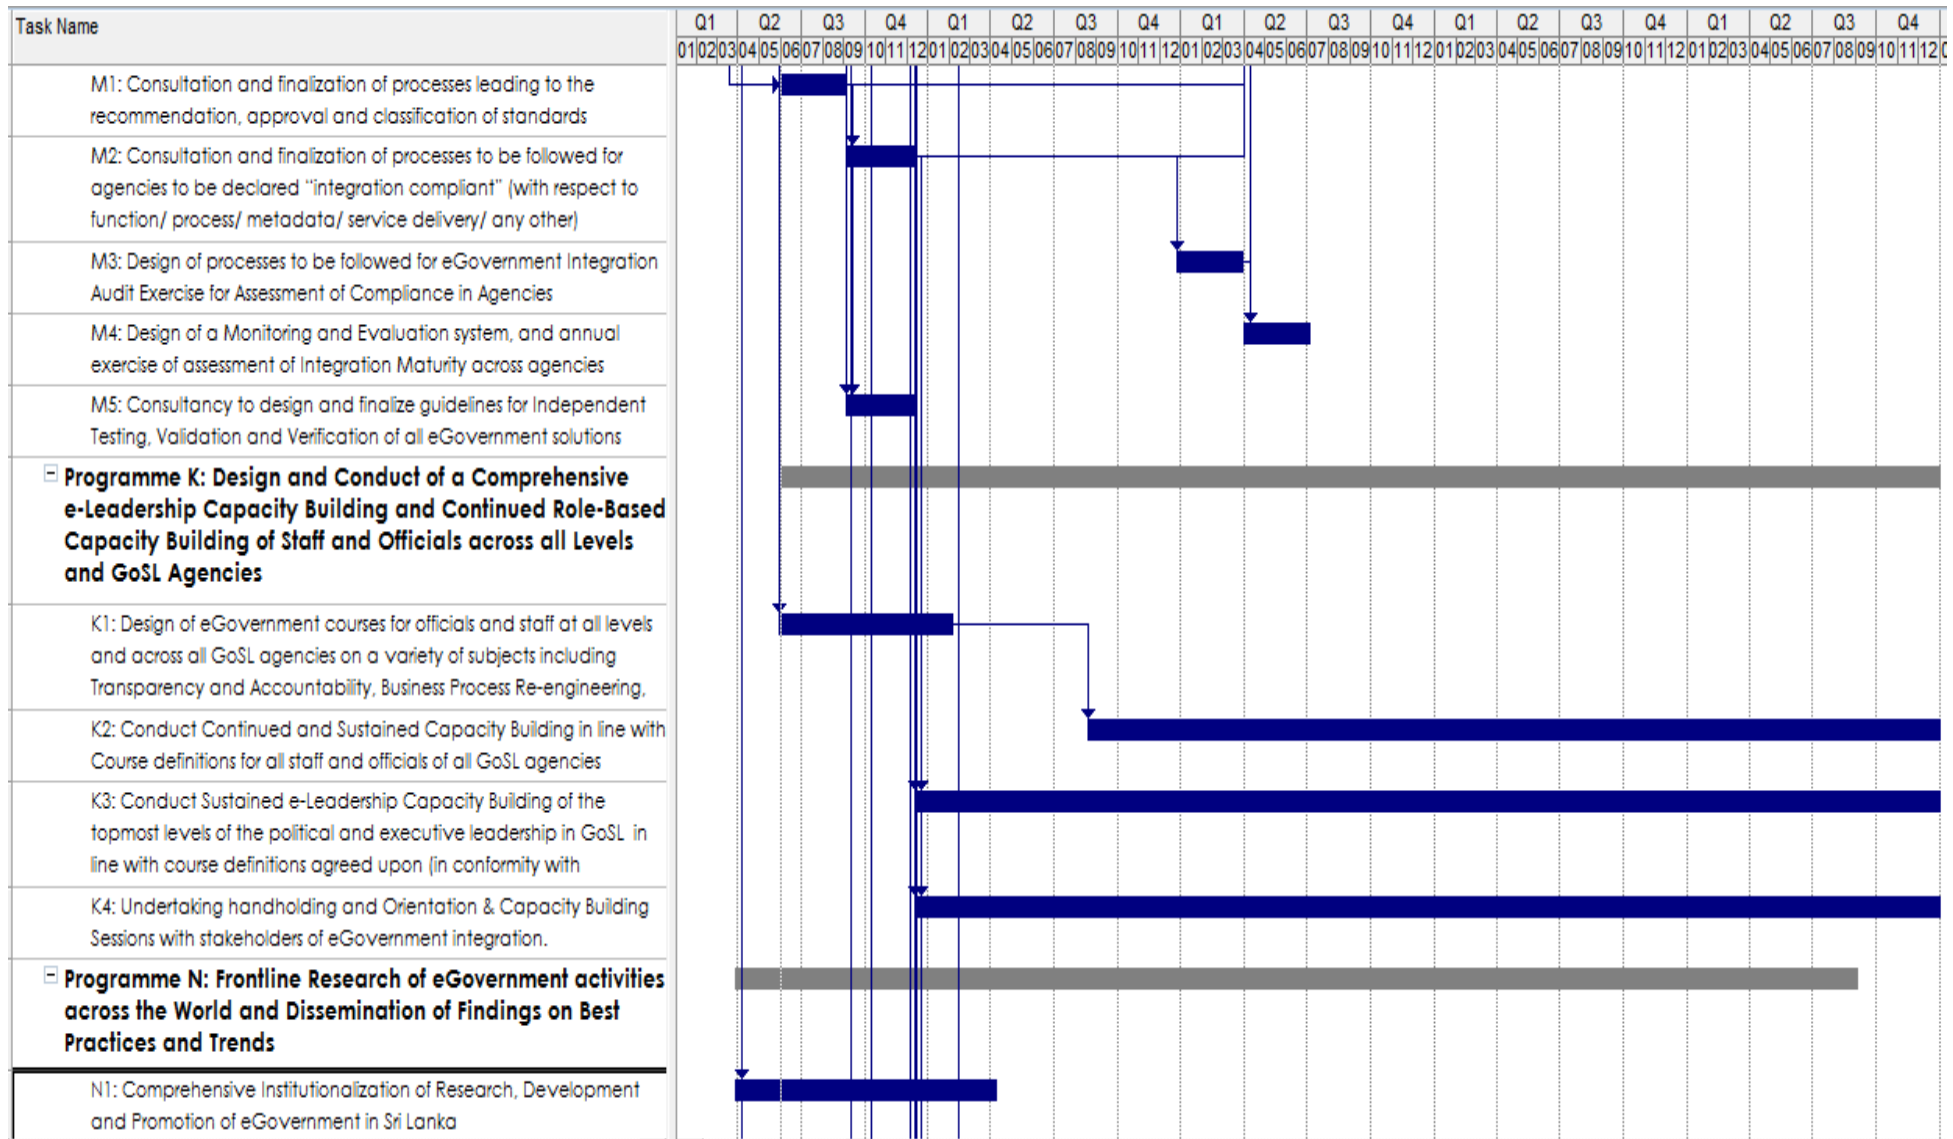 Task Name
Q1 Q2 Q3 Q4 Q1 Q2 Q3 Q4 Q1 Q2 Q3 Q4 Q1 Q2 Q3 Q4 Q1 Q2 Q3 Q4
01 02 03 04 05 06 07 08 09 10 11 12 01 02 03 04 05 06 07 08 09 10 11 12 01 02 03 04 05 06 07 08 09 10 11 12 01 02 03 04 05 06 07 08 09 10 11 12 01 02 03 04 05 06 07 08 09 10 11 12
M1: Consultation and finalization of processes leading to the
recommendation, approval and classification of standards
M2: Consultation and finalization of processes to be followed for
agencies to be declared “integration compliant” (with respect to
function/ process/ metadata/ service delivery/ any other)
M3: Design of processes to be followed for eGovernment Integration
Audit Exercise for Assessment of Compliance in Agencies
M4: Design of a Monitoring and Evaluation system, and annual
exercise of assessment of Integration Maturity across agencies
M5: Consultancy to design and finalize guidelines for Independent
Testing, Validation and Verification of all eGovernment solutions
Programme K: Design and Conduct of a Comprehensive
e-Leadership Capacity Building and Continued Role-Based
Capacity Building of Staff and Officials across all Levels
and GoSL Agencies
K1: Design of eGovernment courses for officials and staff at all levels
and across all GoSL agencies on a variety of subjects including
Transparency and Accountability, Business Process Re-engineering,
K2: Conduct Continued and Sustained Capacity Building in line with
Course definitions for all staff and officials of all GoSL agencies
K3: Conduct Sustained e-Leadership Capacity Building of the
topmost levels of the political and executive leadership in GoSL in
line with course definitions agreed upon (in conformity with
K4: Undertaking handholding and Orientation & Capacity Building
Sessions with stakeholders of eGovernment integration.
Programme N: Frontline Research of eGovernment activities
across the World and Dissemination of Findings on Best
Practices and Trends
N1: Comprehensive Institutionalization of Research, Development
and Promotion of eGovernment in Sri Lanka